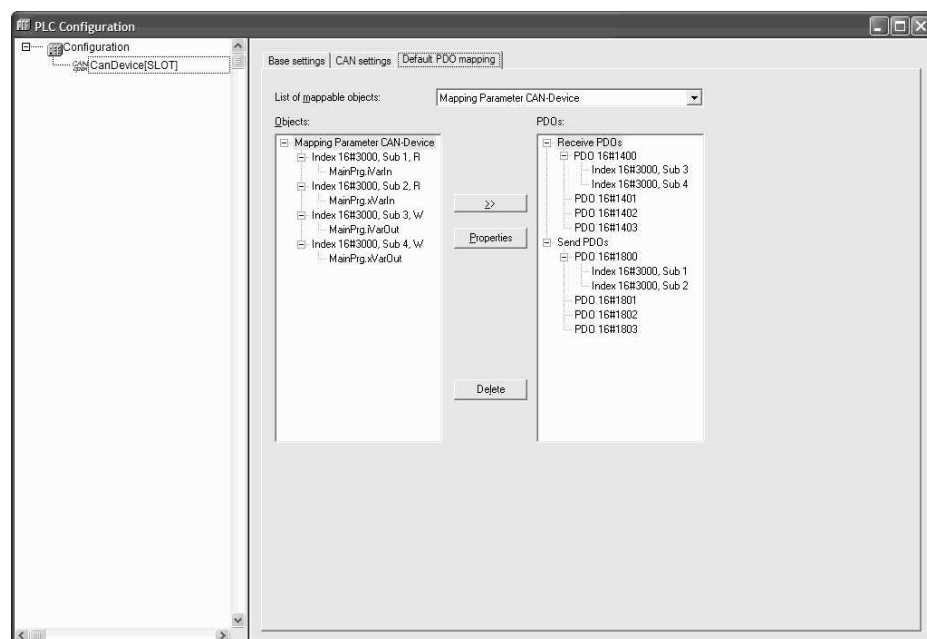 PLC Configuration
Configuration
CanDevice[SLOT]
Base settings
CAN settings
Default PDO mapping
List of mappable objects:
Mapping Parameter CAN-Device
Objects:
Mapping Parameter CAN-Device
Index 16#3000, Sub 1, R
MainPrg.iVarIn
Index 16#3000, Sub 2, R
MainPrg.xVarIn
Index 16#3000, Sub 3, W
MainPrg.iVarOut
Index 16#3000, Sub 4, W
MainPrg.xVarOut
>>
Properties
Delete
PDOs:
Receive PDOs
PDO 16#1400
Index 16#3000, Sub 3
Index 16#3000, Sub 4
PDO 16#1401
PDO 16#1402
PDO 16#1403
Send PDOs
PDO 16#1800
Index 16#3000, Sub 1
Index 16#3000, Sub 2
PDO 16#1801
PDO 16#1802
PDO 16#1803